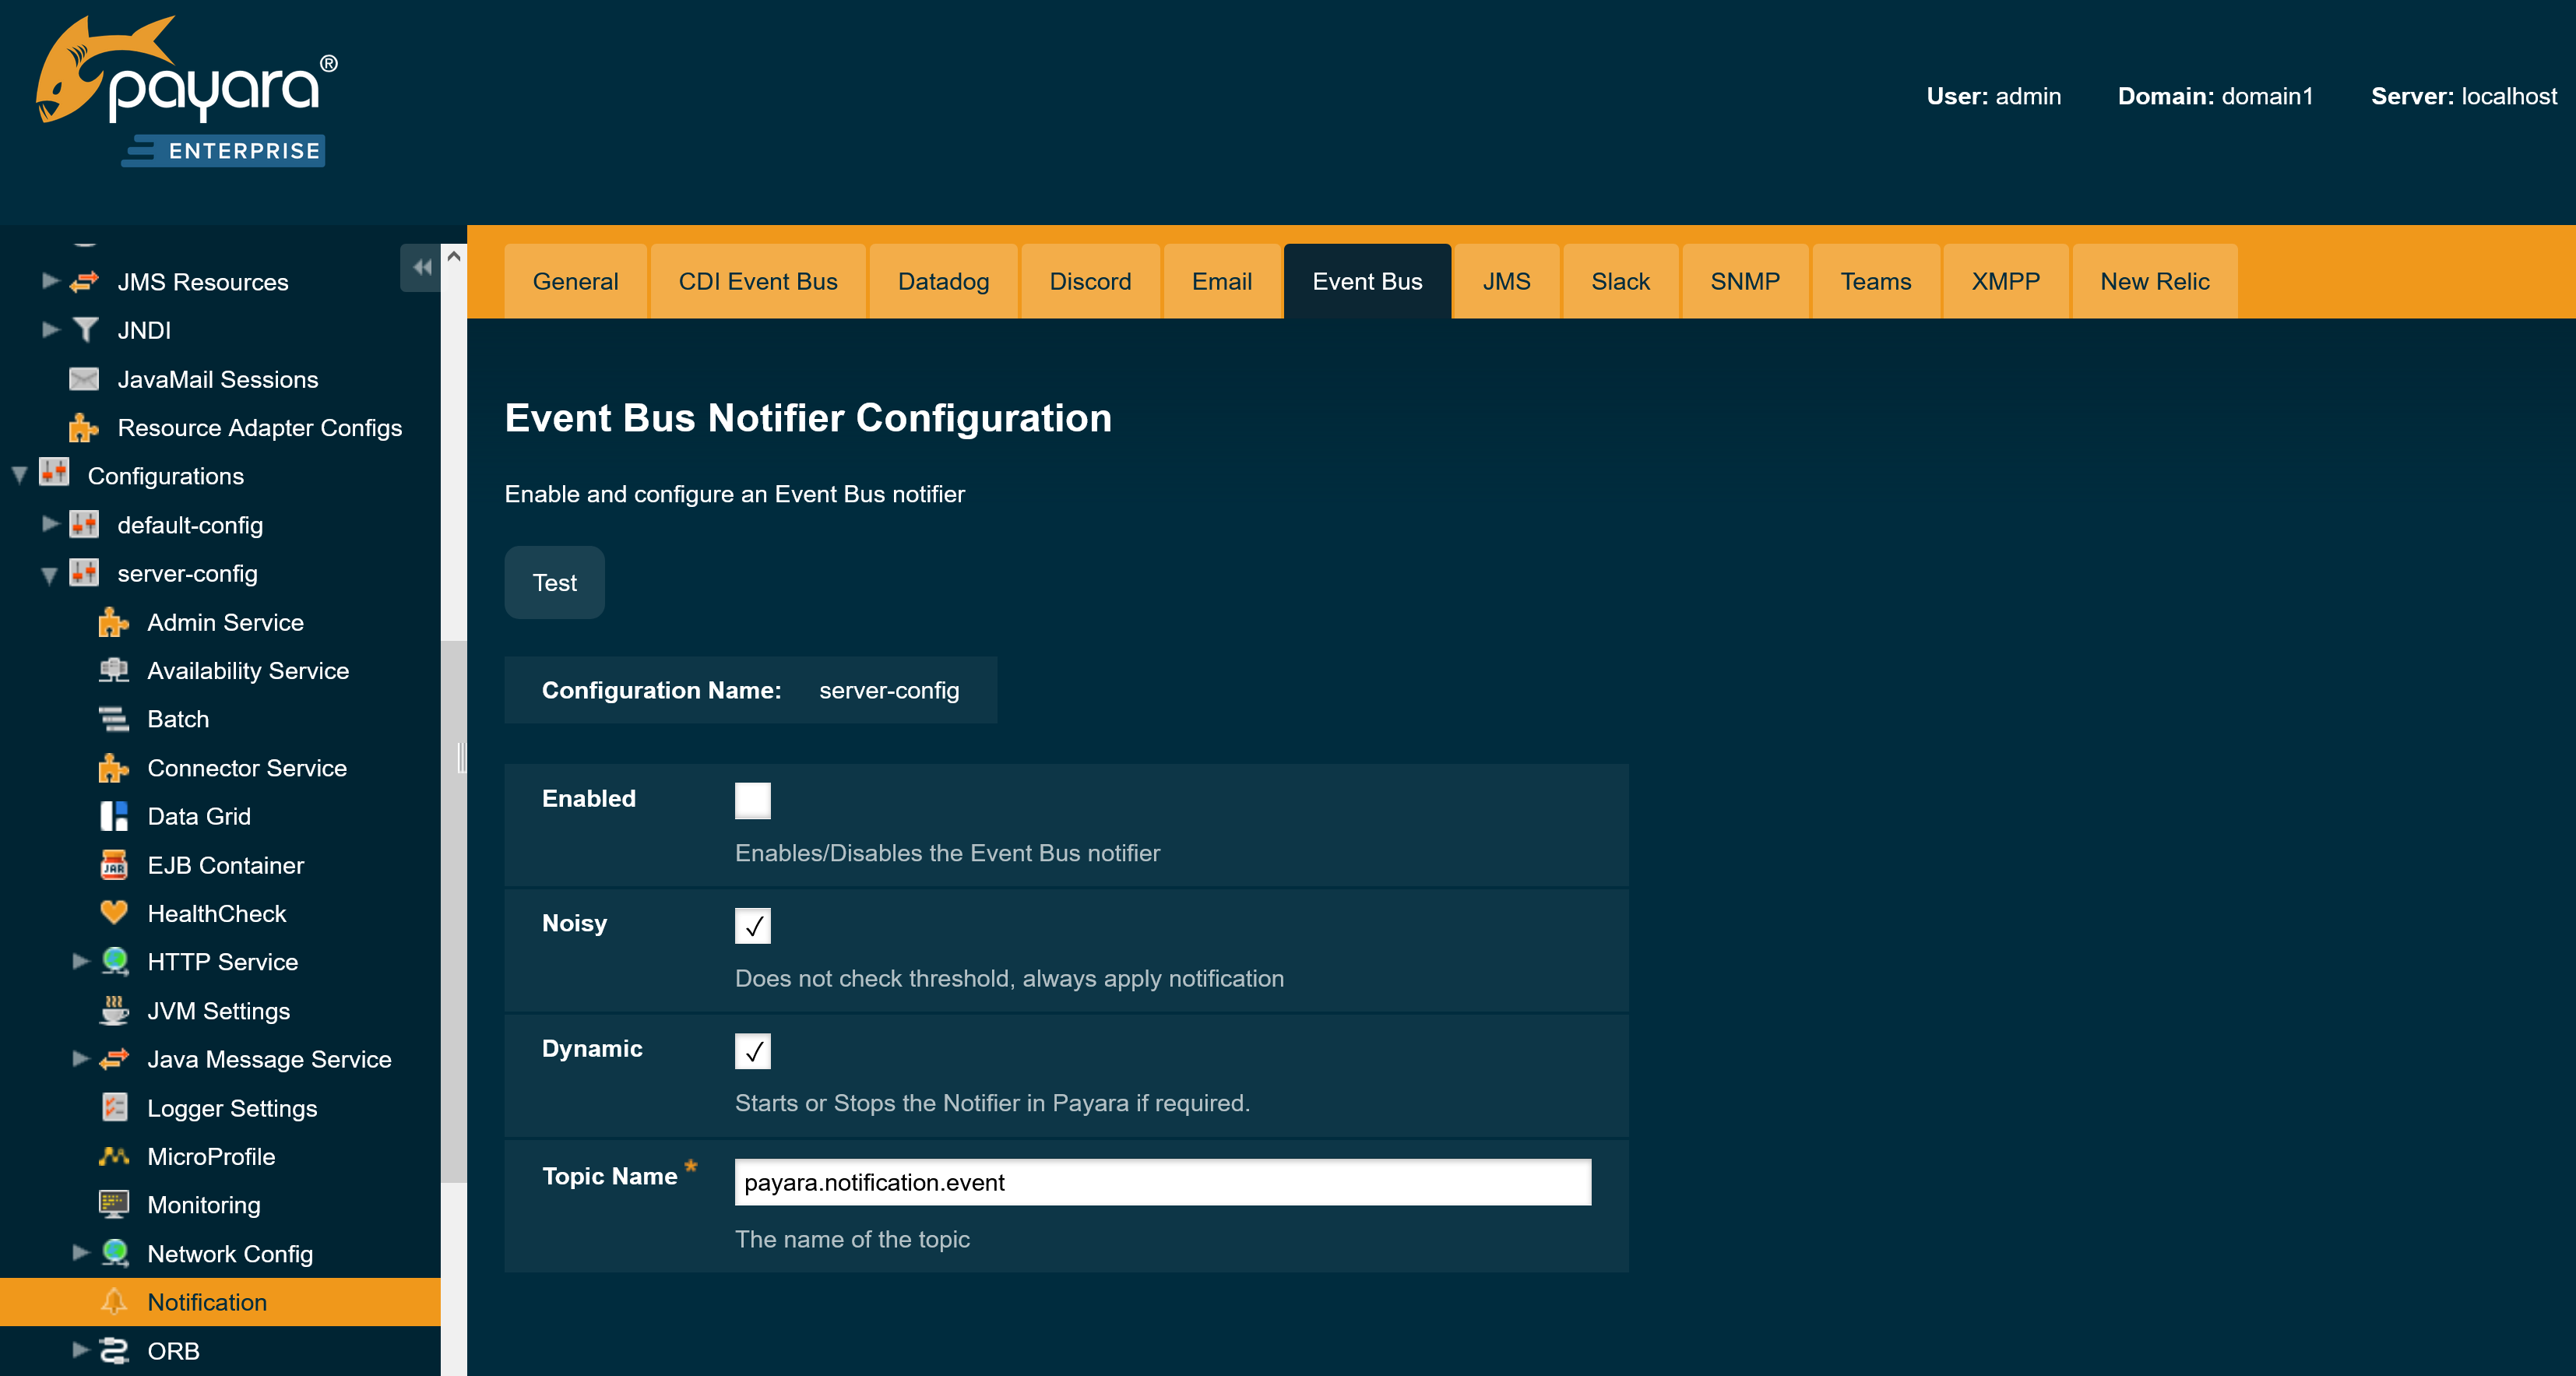 payara®
ENTERPRISE
User: admin Domain: domain1 Server: localhost
General CDI Event Bus Datadog Discord Email Event Bus JMS Slack SNMP Teams XMPP New Relic
JMS Resources
JNDI
JavaMail Sessions
Resource Adapter Configs
Configurations
default-config
server-config
Admin Service
Availability Service
Batch
Connector Service
Data Grid
JAR
EJB Container
HealthCheck
HTTP Service
JVM Settings
Java Message Service
Logger Settings
MicroProfile
Monitoring
Network Config
Notification
ORB
Event Bus Notifier Configuration
Enable and configure an Event Bus notifier
Test
Configuration Name: server-config
Enabled
Enables/Disables the Event Bus notifier
Noisy
Does not check threshold, always apply notification
Dynamic
Starts or Stops the Notifier in Payara if required.
Topic Name * payara.notification.event
The name of the topic